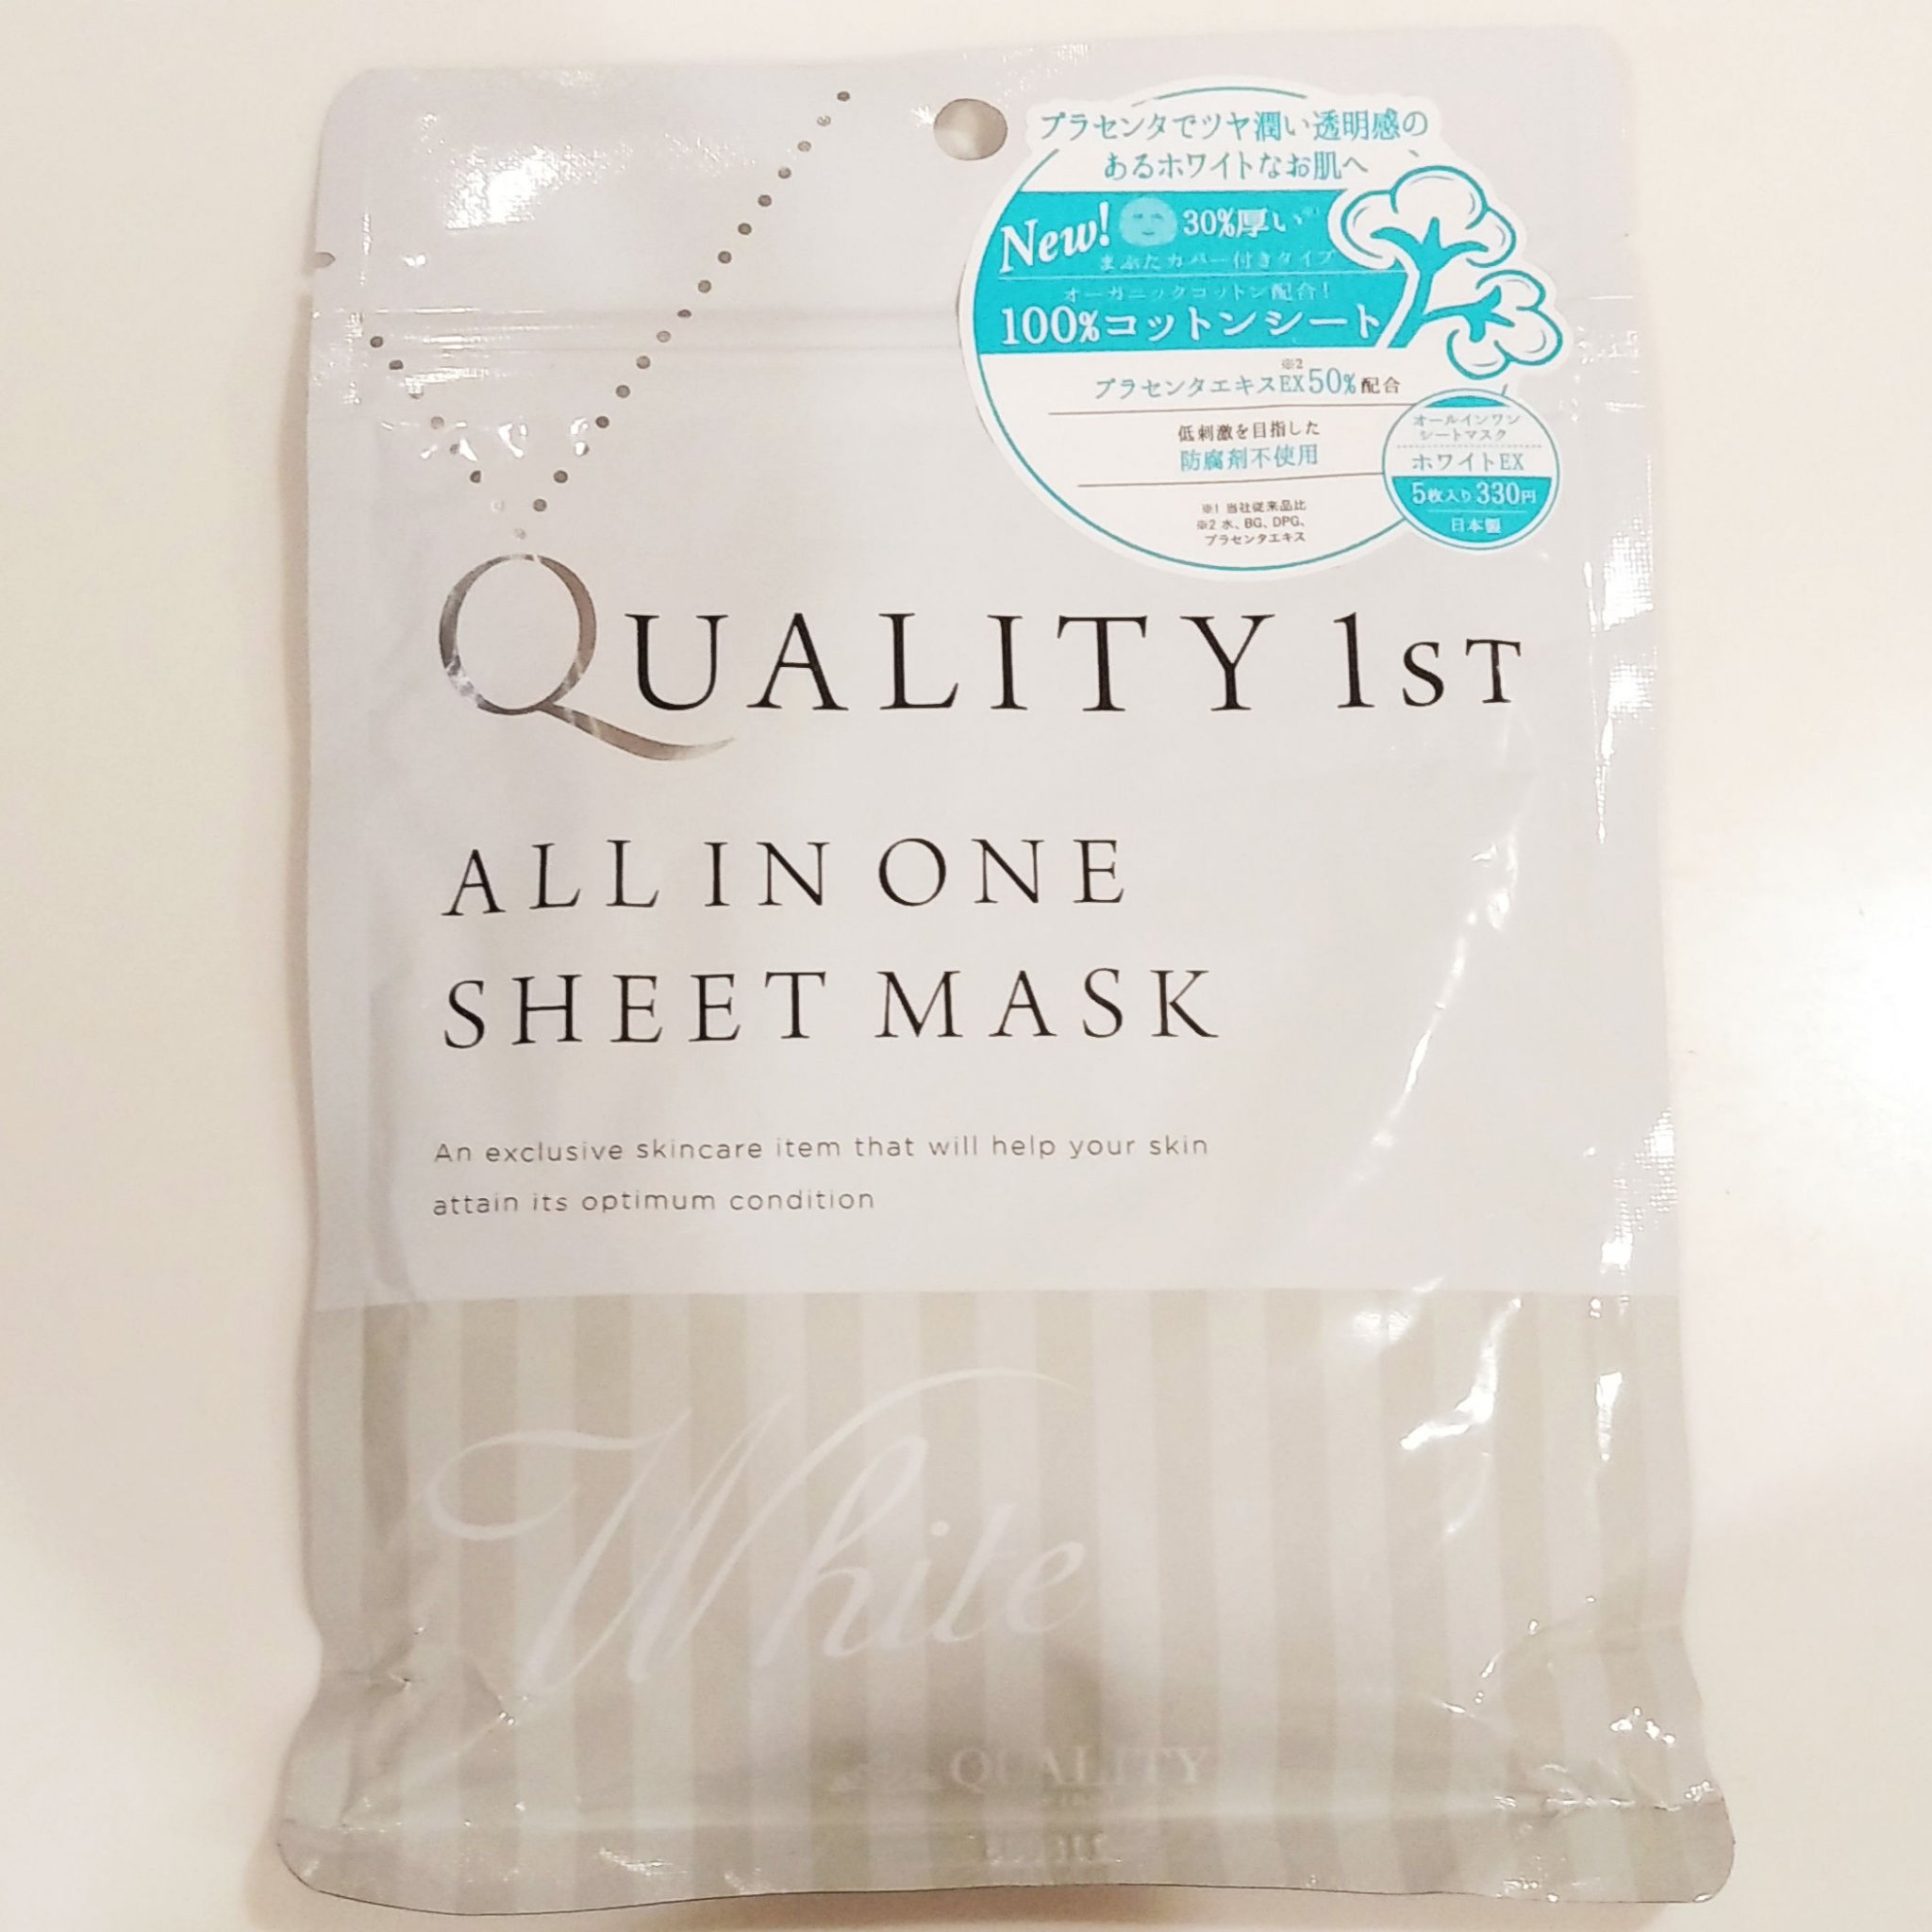 プラセンタでツヤ潤い透明感の
あるホワイトなお肌へ
New! 30%厚い※1
まぶたカバー付きタイプ
オーガニックコットン配合!
100%コットンシート
※2
プラセンタエキスEX50%配合
低刺激を目指した
防腐剤不使用
※1 当社従来品比
※2 水、BG、DPG、
プラセンタエキス
オールインワン
シートマスク
ホワイトEX
5枚入り330円
日本製
QUALITY 1ST
ALL IN ONE
SHEET MASK
An exclusive skincare item that will help your skin
attain its optimum condition
White
QUALITY